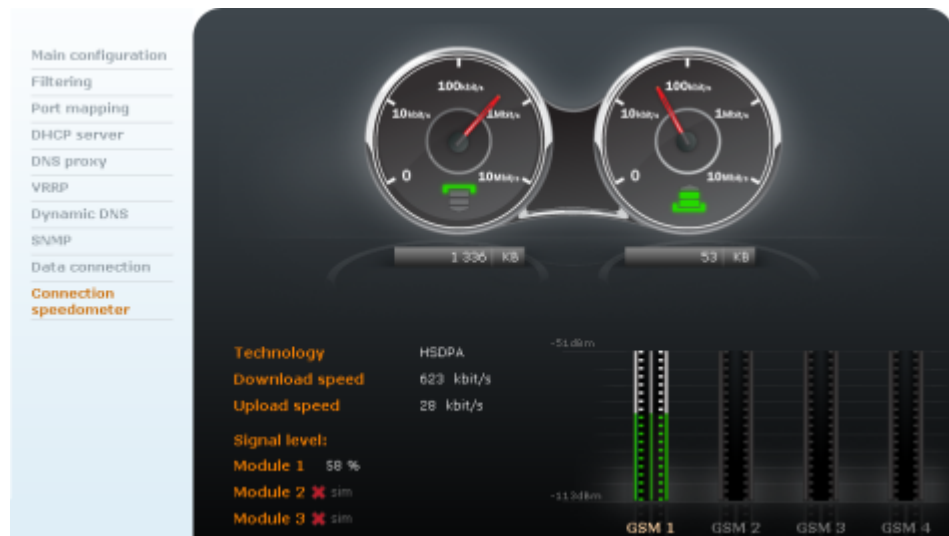 Main configuration
Filtering
Port mapping
DHCP server
DNS proxy
VRRP
Dynamic DNS
SNMP
Data connection
Connection
speedometer
100kbit/s
10kbit/s
1Mbit/s
0
10Mbit/s
1 336 KB
100kbit/s
10kbit/s
1Mbit/s
0
10Mbit/s
53 KB
Technology HSDPA
Download speed 623 kbit/s
Upload speed 28 kbit/s
Signal level:
Module 1 58 %
Module 2 sim
Module 3 sim
-51dBm
-113dBm
GSM 1 GSM 2 GSM 3 GSM 4